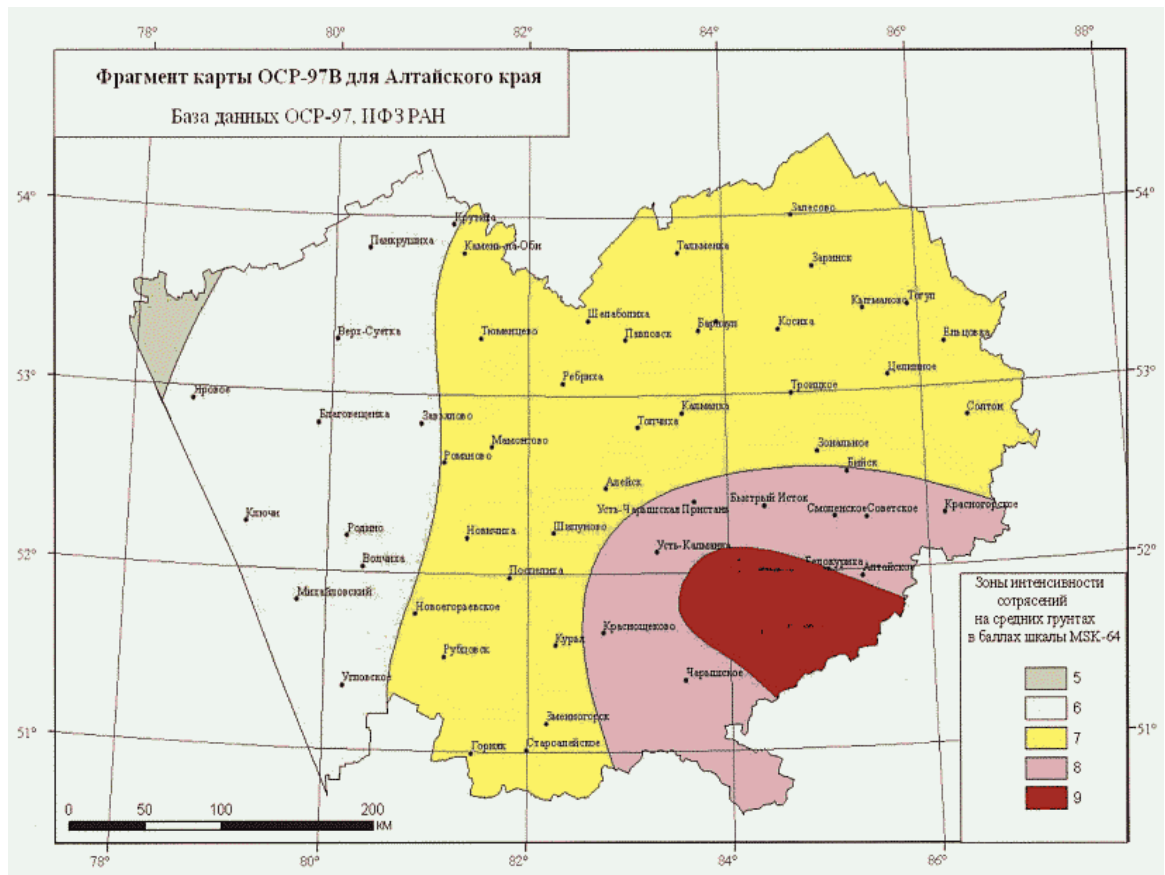 78°
80°
82°
84°
86°
88°
Фрагмент карты ОСР-97В для Алтайского края
База данных ОСР-97, ИФЗ РАН
54°
54°
Залесово
Крутиха
Панкрушиха
Камень-на-Оби
Тальменка
Заринск
Тогул
Кытманово
Шелаболиха
Барнаул
Косиха
Верх-Суетка
Тюменцево
Павловск
Ельцовка
53°
53°
Целинное
Ребриха
Троицкое
Яровое
Калманка
Солтон
Благовещенка
Завьялово
Топчиха
Мамонтово
Зональное
Романово
Бийск
Алейск
Быстрый Исток
Усть-Чарышская Пристань
Смоленское
Советское
Красногорское
Ключи
Родино
Новичиха
Шипуново
52°
52°
Усть-Калманка
Волчиха
Белокуриха
Алтайское
Поспелиха
Михайловский
Новоегорьевское
Краснощеково
Курья
Рубцовск
Чарышское
Угловское
Змеиногорск
51°
51°
Горняк
Староалейское
Зоны интенсивности
сотрясений
на средних грунтах
в баллах шкалы MSK-64
5
6
7
8
9
0
50
100
200
км
78°
80°
82°
84°
86°